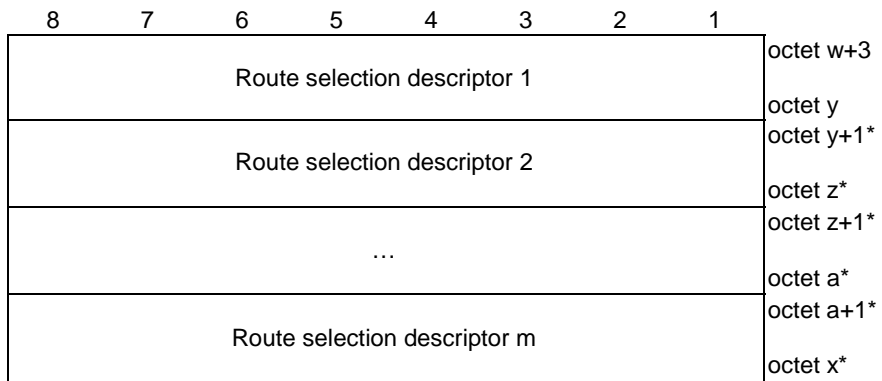 8 7 6 5 4 3 2 1
octet w+3
Route selection descriptor 1
octet y
octet y+1*
Route selection descriptor 2
octet z*
octet z+1*
…
octet a*
octet a+1*
Route selection descriptor m
octet x*